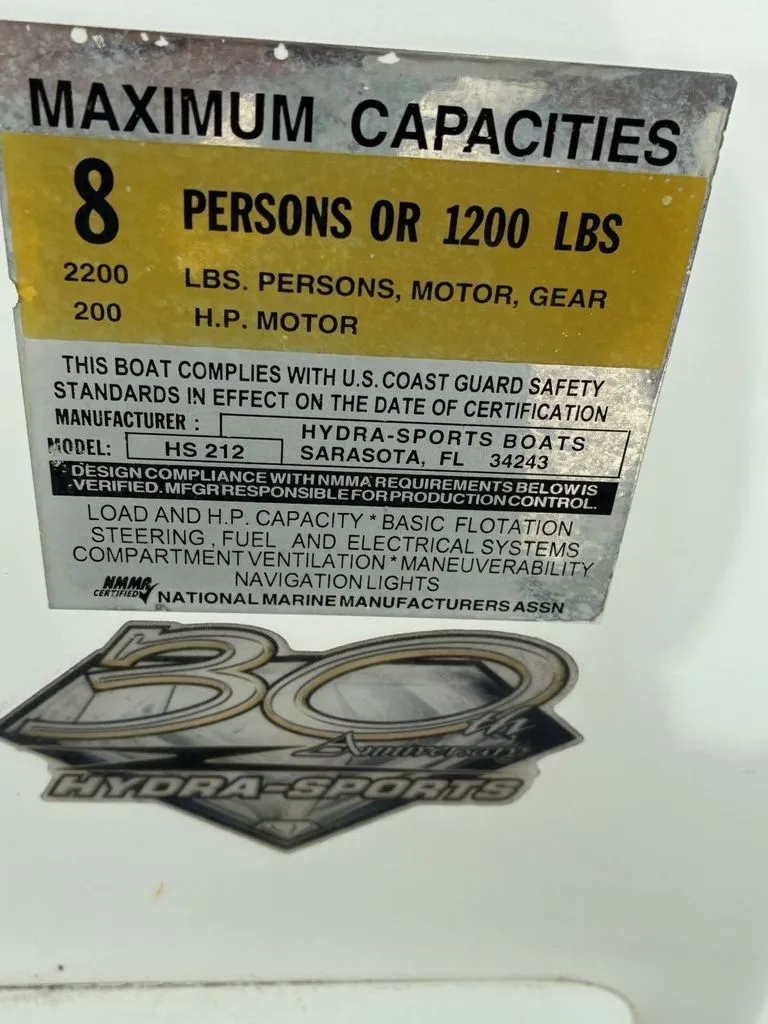 MAXIMUM CAPACITIES
8 PERSONS OR 1200 LBS
2200 LBS. PERSONS, MOTOR, GEAR
200 H.P. MOTOR
THIS BOAT COMPLIES WITH U.S. COAST GUARD SAFETY
STANDARDS IN EFFECT ON THE DATE OF CERTIFICATION
MANUFACTURER : HYDRA-SPORTS BOATS
MODEL: HS 212 SARASOTA, FL 34243
DESIGN COMPLIANCE WITH NMMA REQUIREMENTS BELOW IS
VERIFIED. MFGR RESPONSIBLE FOR PRODUCTION CONTROL.
LOAD AND H.P. CAPACITY * BASIC FLOTATION
STEERING , FUEL AND ELECTRICAL SYSTEMS
COMPARTMENT VENTILATION * MANEUVERABILITY
NAVIGATION LIGHTS
NMMA
CERTIFIED NATIONAL MARINE MANUFACTURERS ASSN
30th
Anniversary
HYDRA-SPORTS